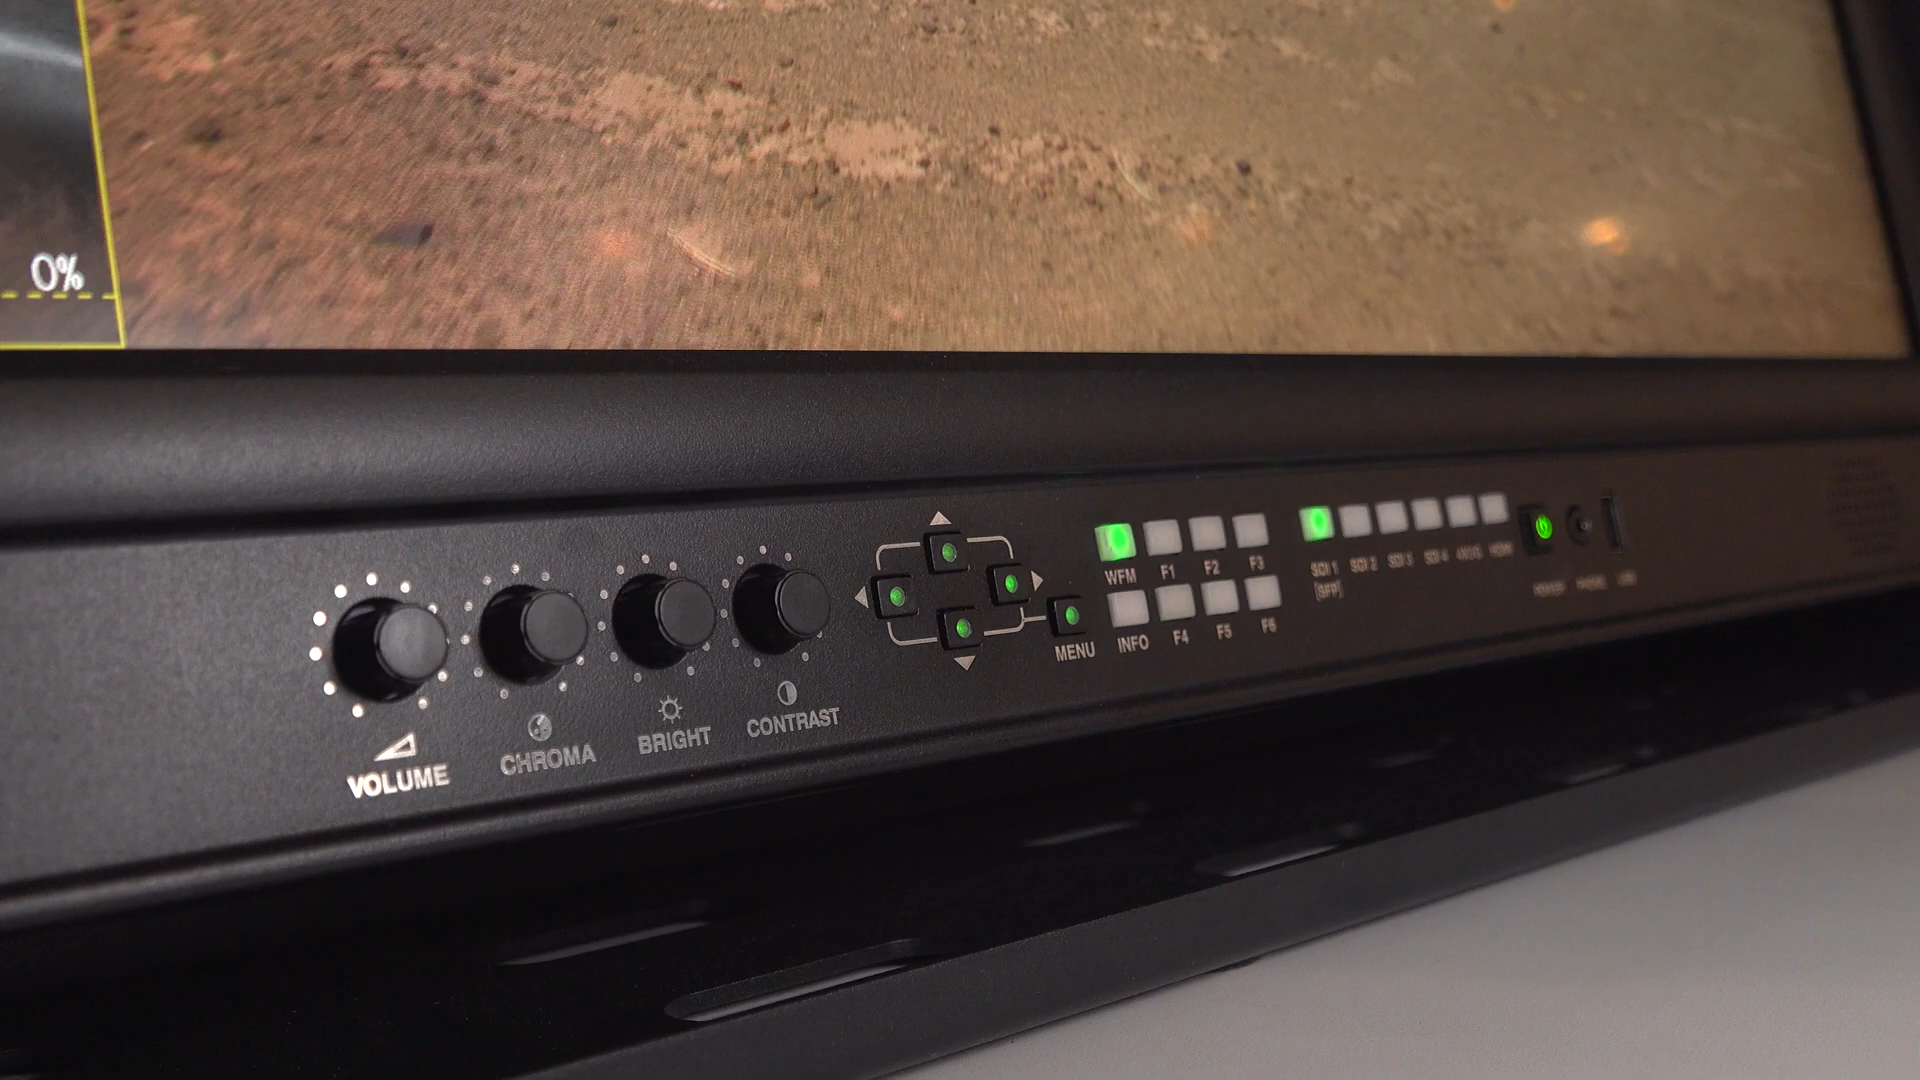 0%
VOLUME
CHROMA
BRIGHT
CONTRAST
MENU
WFM F1 F2 F3
INFO F4 F5 F6
SDI 1 SDI 2 SDI 3 SDI 4
[SFP]
HDMI
POWER